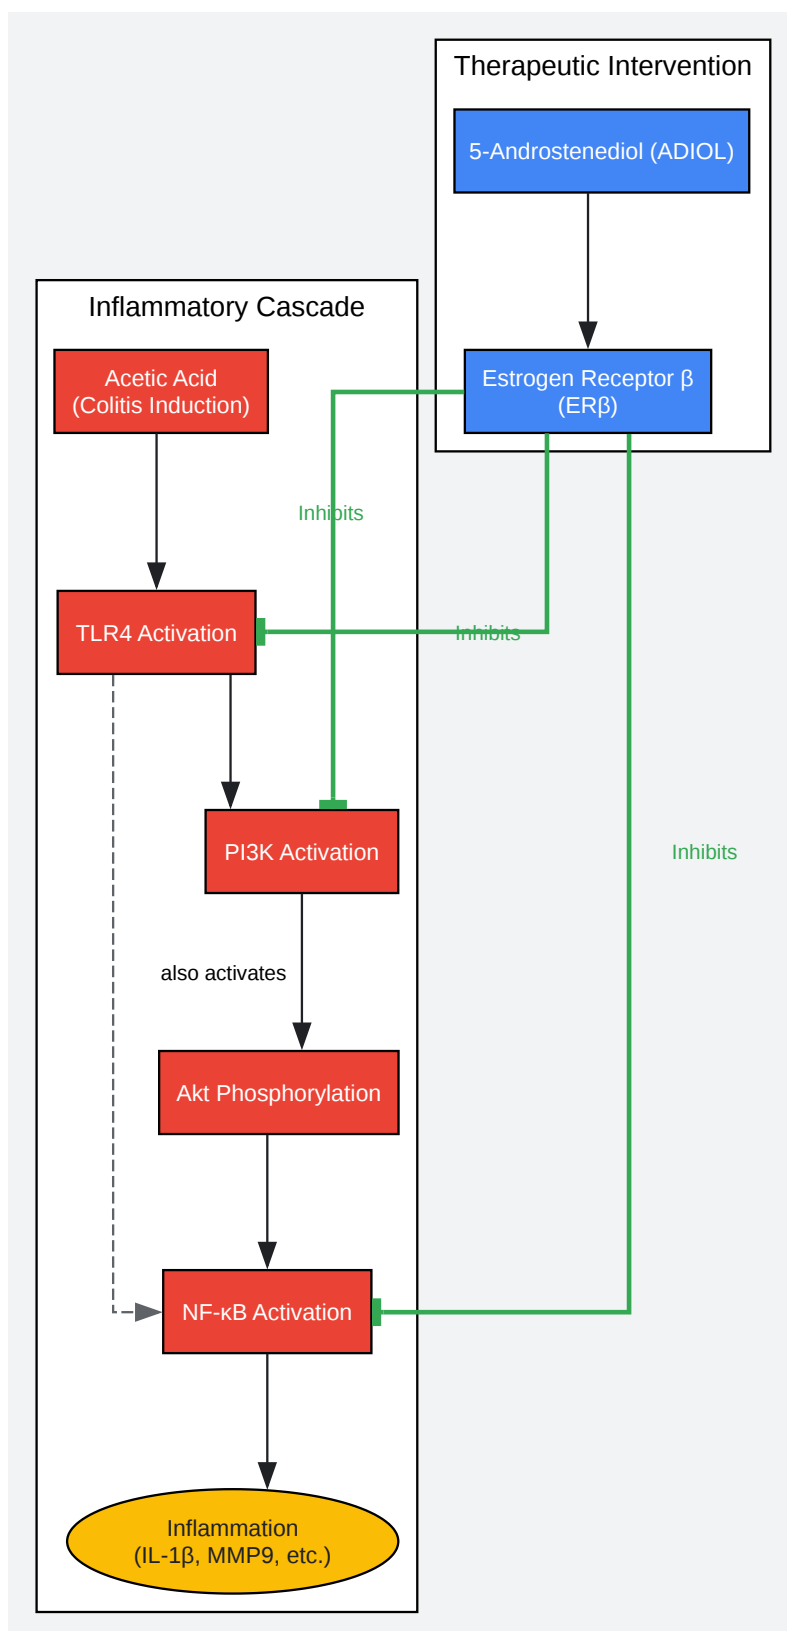 Therapeutic Intervention
5-Androstenediol (ADIOL)
Estrogen Receptor β
(ERβ)
Inflammatory Cascade
Acetic Acid
(Colitis Induction)
Inhibits
TLR4 Activation
Inhibits
PI3K Activation
Inhibits
also activates
Akt Phosphorylation
NF-κB Activation
Inflammation
(IL-1β, MMP9, etc.)